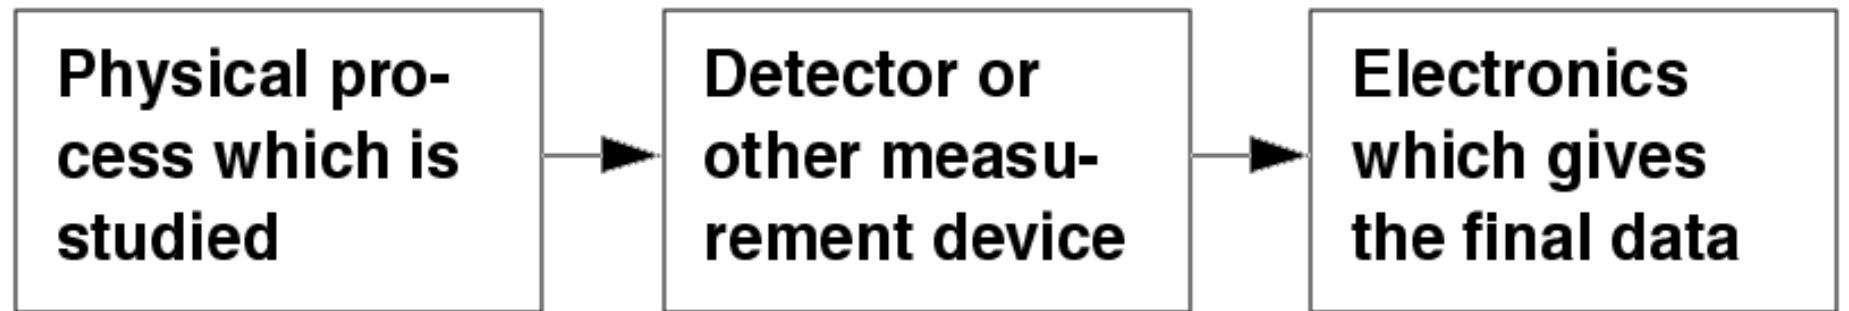 Physical pro-
cess which is
studied
Detector or
other measu-
rement device
Electronics
which gives
the final data